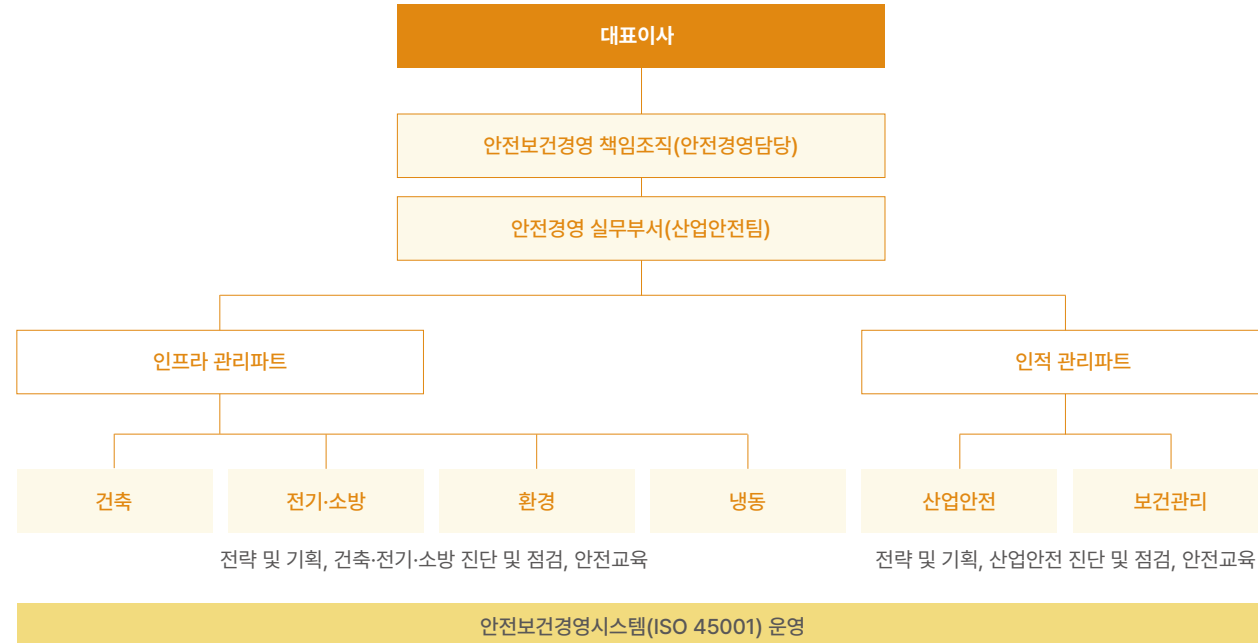 대표이사
안전보건경영 책임조직(안전경영담당)
안전경영 실무부서(산업안전팀)
인프라 관리파트
인적 관리파트
건축
전기·소방
환경
냉동
산업안전
보건관리
전략 및 기획, 건축·전기·소방 진단 및 점검, 안전교육
전략 및 기획, 산업안전 진단 및 점검, 안전교육
안전보건경영시스템(ISO 45001) 운영